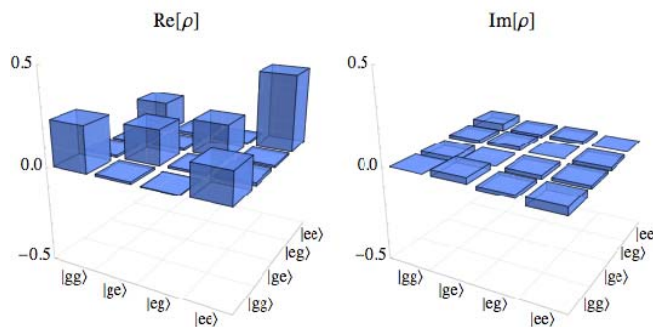 Re[ρ]
Im[ρ]
0.5
0.0
−0.5
|gg⟩
|ge⟩
|eg⟩
|ee⟩
|gg⟩
|ge⟩
|eg⟩
|ee⟩
0.5
0.0
−0.5
|gg⟩
|ge⟩
|eg⟩
|ee⟩
|gg⟩
|ge⟩
|eg⟩
|ee⟩